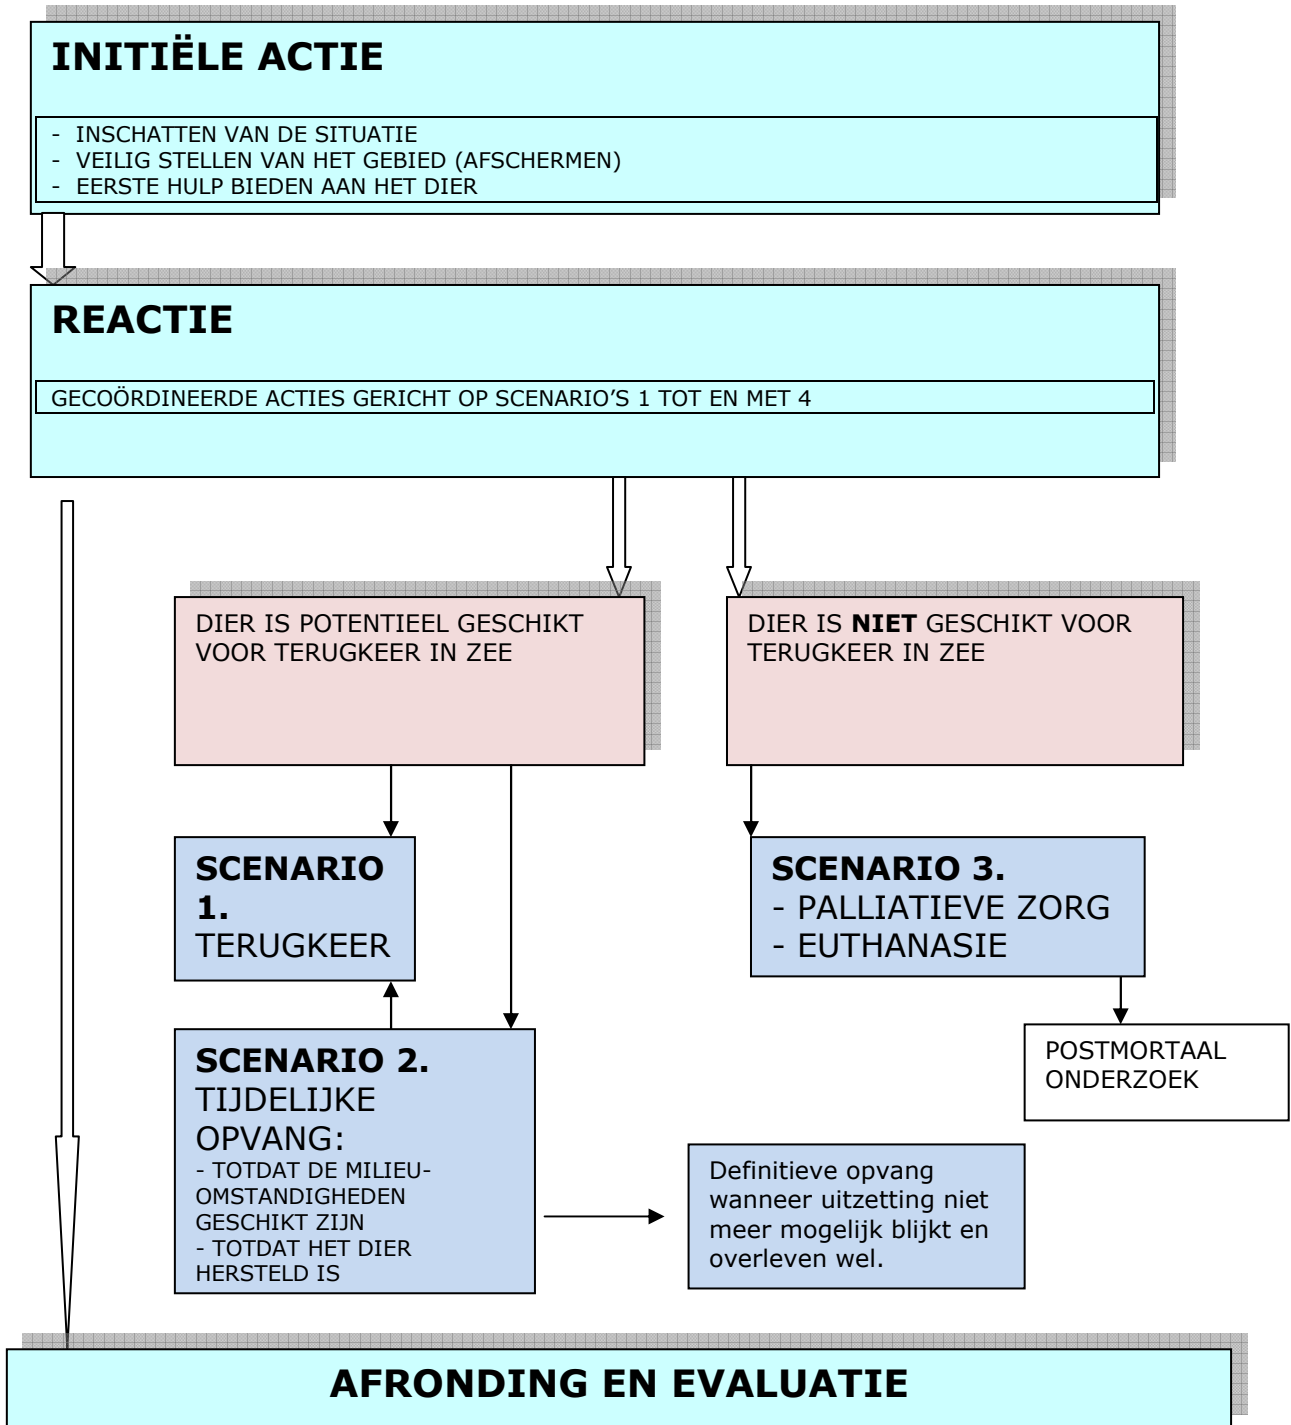 INITIËLE ACTIE
- INSCHATTEN VAN DE SITUATIE
- VEILIG STELLEN VAN HET GEBIED (AFSCHERMEN)
- EERSTE HULP BIEDEN AAN HET DIER
REACTIE
GECOÖRDINEERDE ACTIES GERICHT OP SCENARIO’S 1 TOT EN MET 4
DIER IS POTENTIEEL GESCHIKT
VOOR TERUGKEER IN ZEE
DIER IS NIET GESCHIKT VOOR
TERUGKEER IN ZEE
SCENARIO
1.
TERUGKEER
SCENARIO 3.
- PALLIATIEVE ZORG
- EUTHANASIE
SCENARIO 2.
TIJDELIJKE
OPVANG:
- TOTDAT DE MILIEU-
OMSTANDIGHEDEN
GESCHIKT ZIJN
- TOTDAT HET DIER
HERSTELD IS
POSTMORTAAL
ONDERZOEK
Definitieve opvang
wanneer uitzetting niet
meer mogelijk blijkt en
overleven wel.
AFRONDING EN EVALUATIE